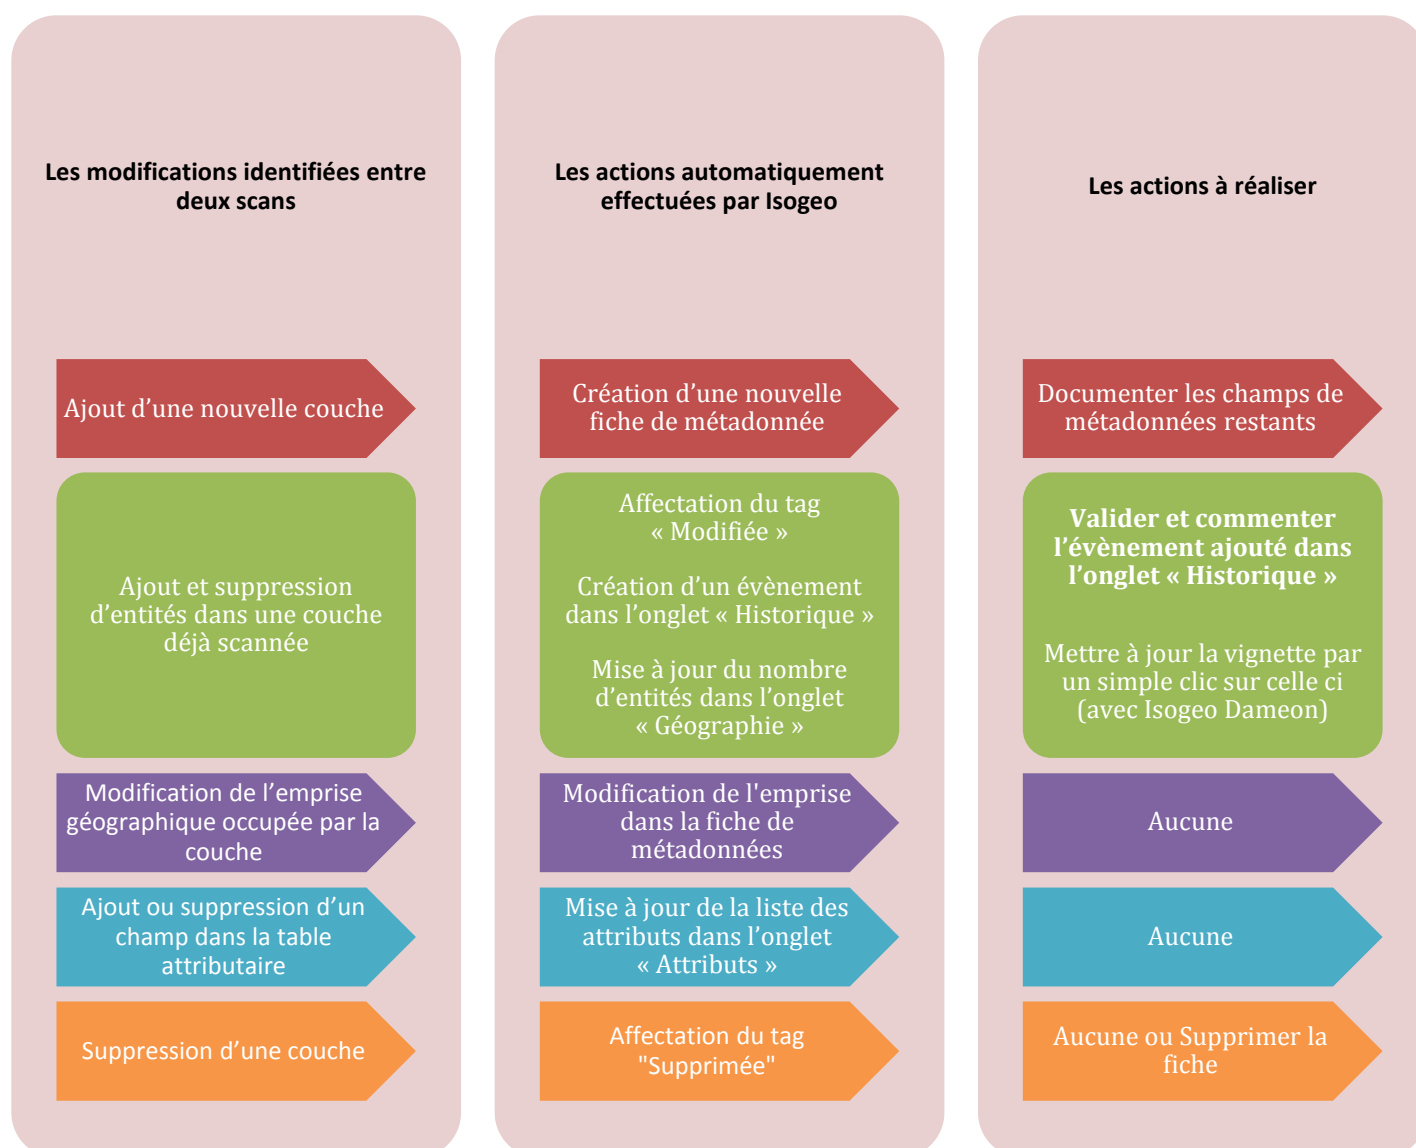 Les modifications identifiées entre
deux scans
Les actions automatiquement
effectuées par Isogeo
Les actions à réaliser
Ajout d’une nouvelle couche
Création d’une nouvelle
fiche de métadonnée
Documenter les champs de
métadonnées restants
Ajout et suppression
d’entités dans une couche
déjà scannée
Affectation du tag
« Modifiée »
Création d’un évènement
dans l’onglet « Historique »
Mise à jour du nombre
d’entités dans l’onglet
« Géographie »
Valider et commenter
l’évènement ajouté dans
l’onglet « Historique »
Mettre à jour la vignette par
un simple clic sur celle ci
(avec Isogeo Dameon)
Modification de l’emprise
géographique occupée par la
couche
Modification de l'emprise
dans la fiche de
métadonnées
Aucune
Ajout ou suppression d’un
champ dans la table
attributaire
Mise à jour de la liste des
attributs dans l’onglet
« Attributs »
Aucune
Suppression d’une couche
Affectation du tag
"Supprimée"
Aucune ou Supprimer la
fiche